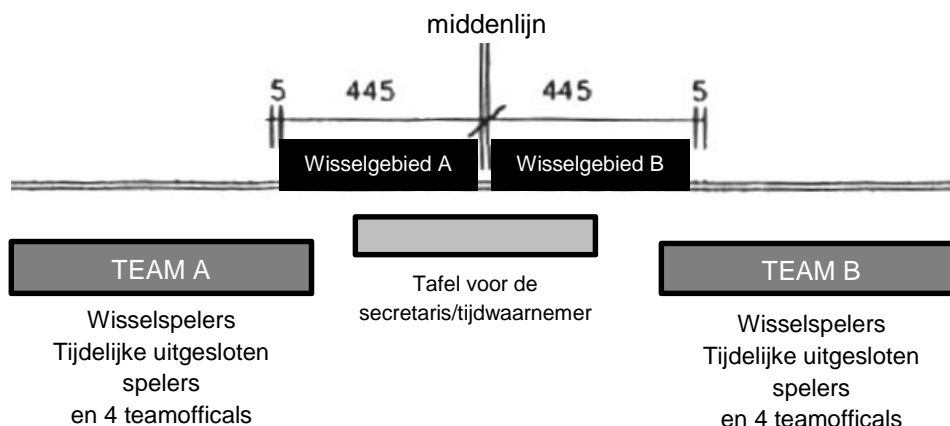 middenlijn
5 445 445 5
Wisselgebied A Wisselgebied B
TEAM A
Tafel voor de
secretaris/tijdwaarnemer
TEAM B
Wisselspelers
Tijdelijke uitgesloten
spelers
en 4 teamofficals
Wisselspelers
Tijdelijke uitgesloten
spelers
en 4 teamofficals